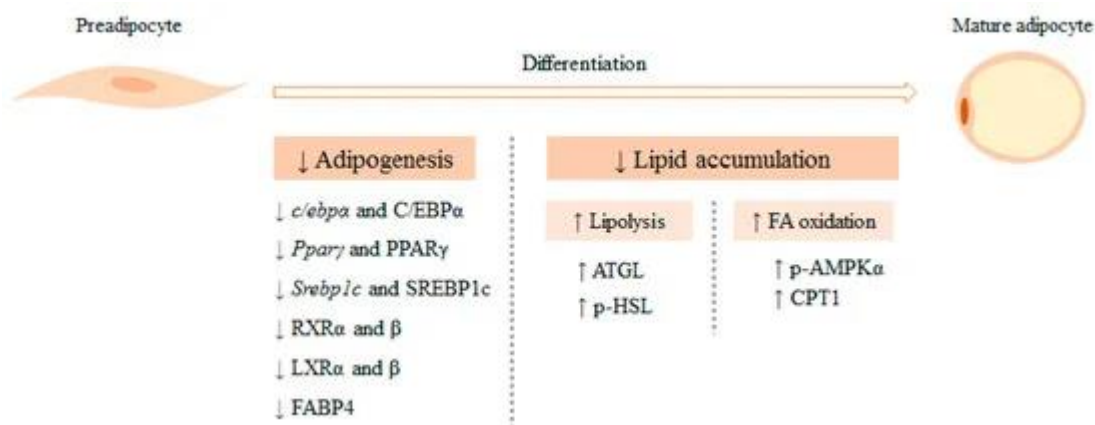 Preadipocyte
Mature adipocyte
Differentiation
↓ Adipogenesis
↓ c/ebpα and C/EBPα
↓ Pparγ and PPARγ
↓ Srebp1c and SREBP1c
↓ RXRα and β
↓ LXRα and β
↓ FABP4
↓ Lipid accumulation
↑ Lipolysis
↑ ATGL
↑ p-HSL
↑ FA oxidation
↑ p-AMPKα
↑ CPT1